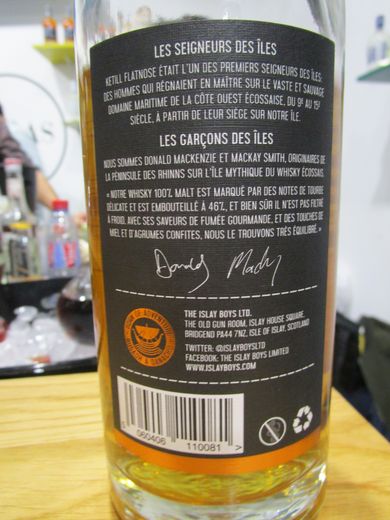 LES SEIGNEURS DES ÎLES
KETILL FLATNOSE ÉTAIT L'UN DES PREMIERS SEIGNEURS DES ÎLES:
DES HOMMES QUI RÉGNAIENT EN MAÎTRE SUR LE VASTE ET SAUVAGE
DOMAINE MARITIME DE LA CÔTE OUEST ÉCOSSAISE, DU 9E AU 15E
SIÈCLE, À PARTIR DE LEUR SIÈGE SUR NOTRE ÎLE.
LES GARÇONS DES ÎLES
NOUS SOMMES DONALD MACKENZIE ET MACKAY SMITH, ORIGINAIRES DE
LA PÉNINSULE DES RHINNS SUR L'ÎLE MYTHIQUE DU WHISKY ÉCOSSAIS.
« NOTRE WHISKY 100% MALT EST MARQUÉ PAR DES NOTES DE TOURBE
DÉLICATE ET EST EMBOUTEILLÉ À 46%, ET BIEN SÛR IL N'EST PAS FILTRÉ
À FROID. AVEC SES SAVEURS DE FUMÉE GOURMANDE, ET DES TOUCHES DE
MIEL ET D'AGRUMES CONFITES, NOUS LE TROUVONS TRÈS ÉQUILIBRÉ. »
Donald Mackay
THE ISLAY BOYS LTD.
THE OLD GUN ROOM, ISLAY HOUSE SQUARE,
BRIDGEND PA44 7NZ, ISLE OF ISLAY, SCOTLAND
TWITTER: @ISLAYBOYSLTD
FACEBOOK: THE ISLAY BOYS LIMITED
WWW.ISLAYBOYS.COM
5 060406 110081 >